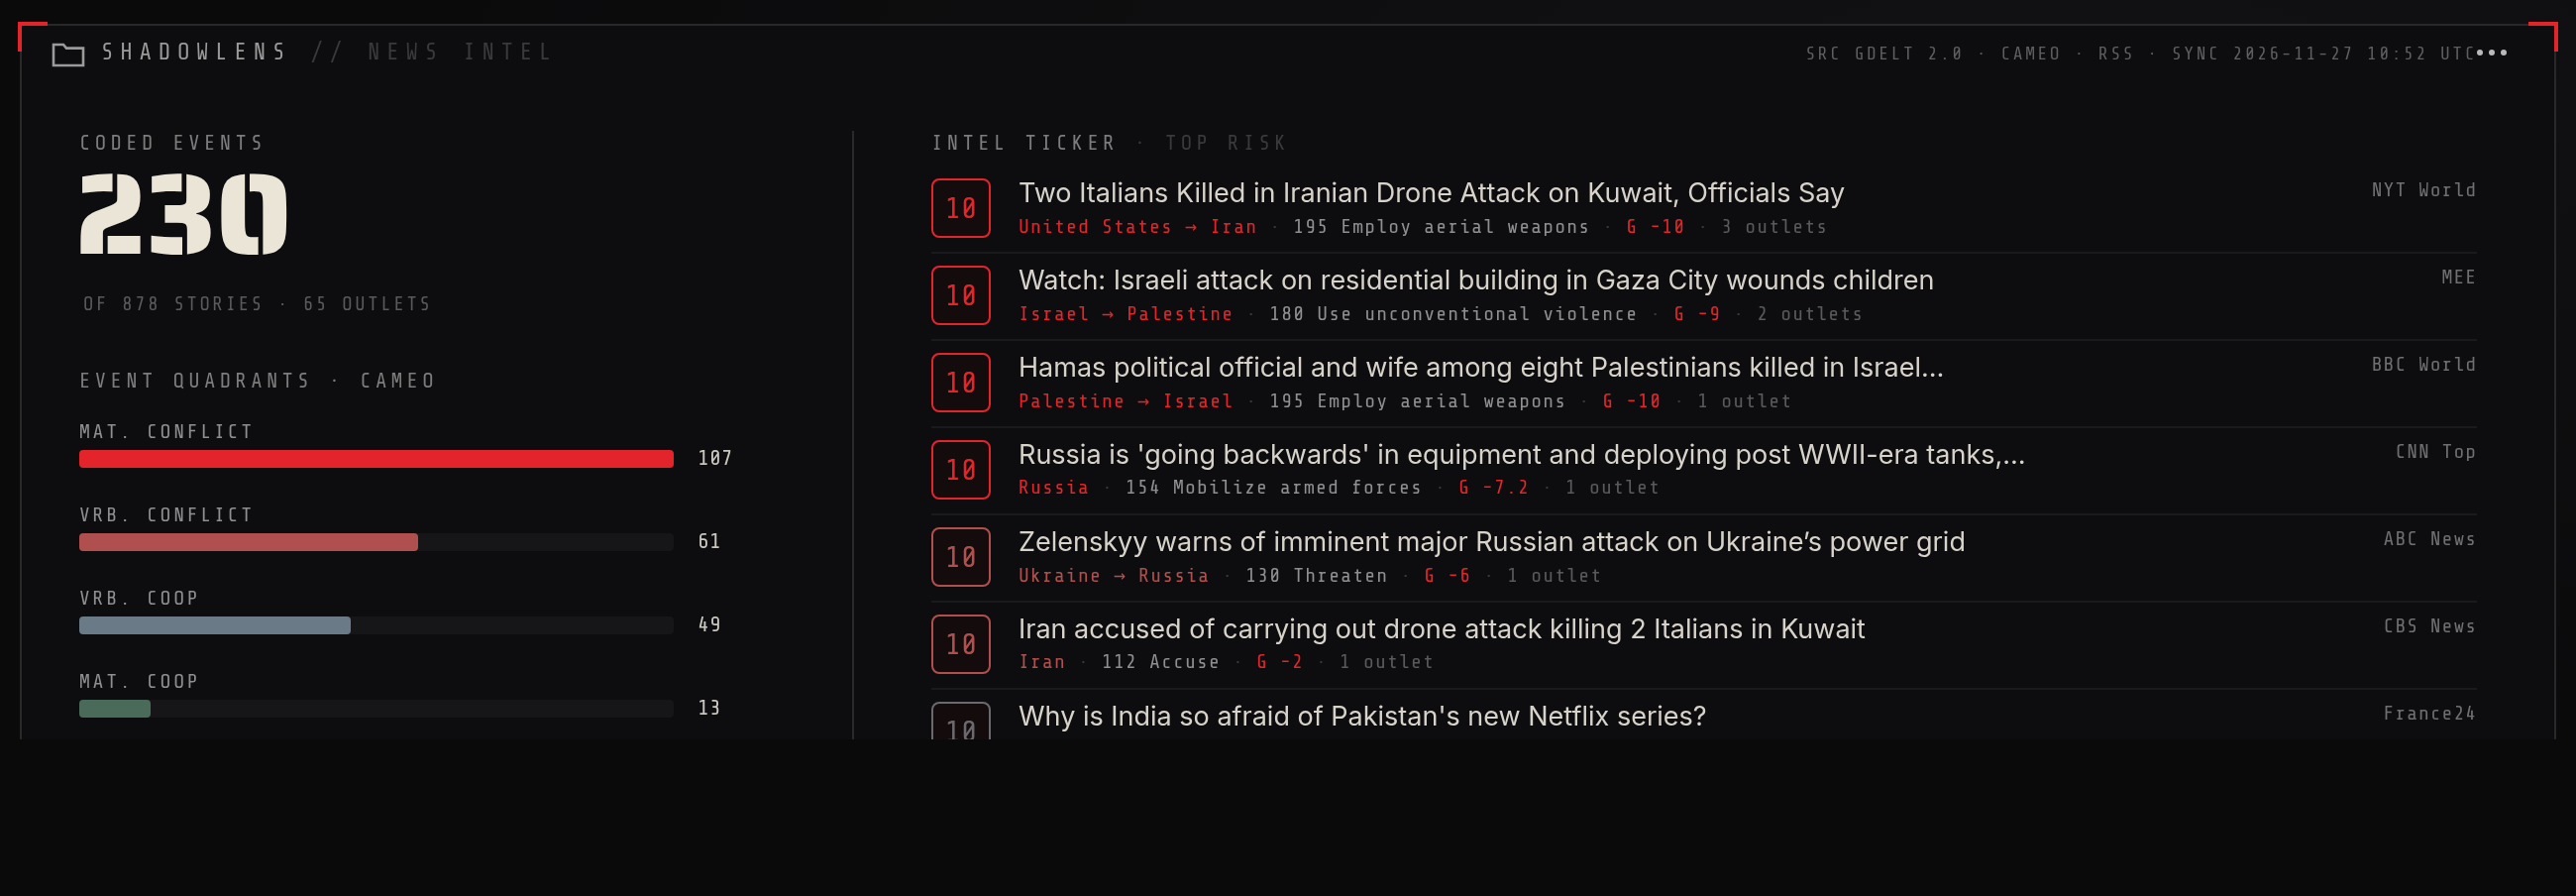 SHADOWLENS // NEWS INTEL
SRC GDELT 2.0 · CAMEO · RSS · SYNC 2026-11-27 10:52 UTC
CODED EVENTS
230
OF 878 STORIES · 65 OUTLETS
EVENT QUADRANTS · CAMEO
MAT. CONFLICT
107
VRB. CONFLICT
61
VRB. COOP
49
MAT. COOP
13
INTEL TICKER · TOP RISK
10
Two Italians Killed in Iranian Drone Attack on Kuwait, Officials Say
NYT World
United States → Iran · 195 Employ aerial weapons · G -10 · 3 outlets
10
Watch: Israeli attack on residential building in Gaza City wounds children
MEE
Israel → Palestine · 180 Use unconventional violence · G -9 · 2 outlets
10
Hamas political official and wife among eight Palestinians killed in Israel...
BBC World
Palestine → Israel · 195 Employ aerial weapons · G -10 · 1 outlet
10
Russia is 'going backwards' in equipment and deploying post WWII-era tanks,...
CNN Top
Russia · 154 Mobilize armed forces · G -7.2 · 1 outlet
10
Zelenskyy warns of imminent major Russian attack on Ukraine’s power grid
ABC News
Ukraine → Russia · 130 Threaten · G -6 · 1 outlet
10
Iran accused of carrying out drone attack killing 2 Italians in Kuwait
CBS News
Iran · 112 Accuse · G -2 · 1 outlet
10
Why is India so afraid of Pakistan's new Netflix series?
France24